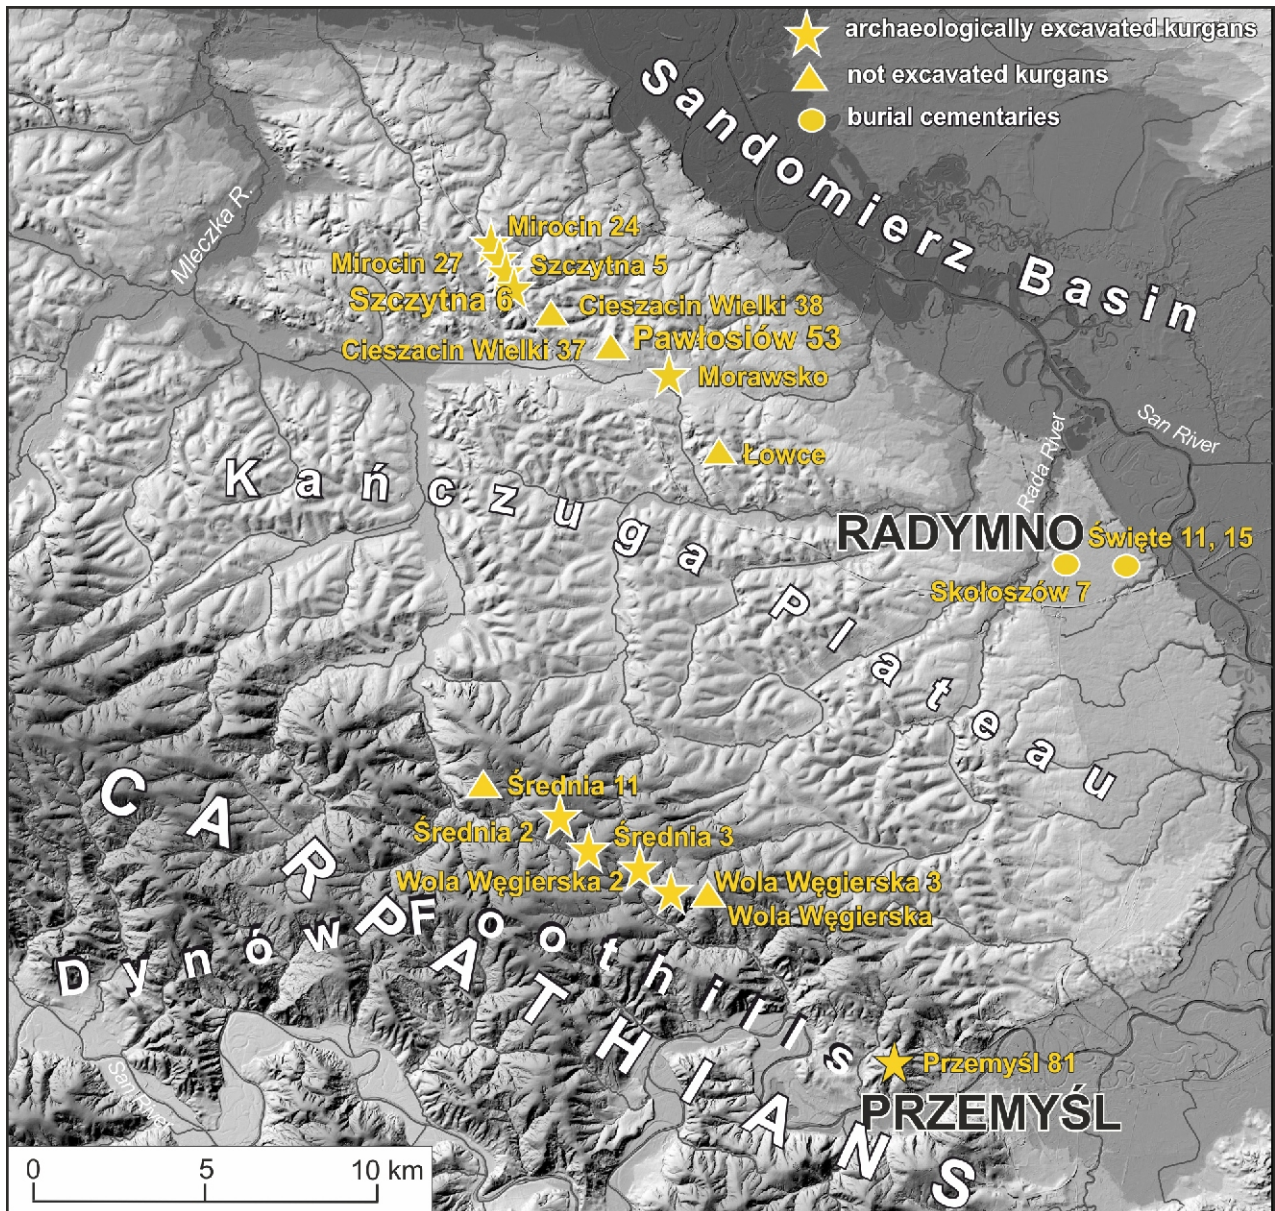 archaeologically excavated kurgans
not excavated kurgans
burial cementaries
Sandomierz Basin
Mleczka R.
Mirocin 24
Mirocin 27
Szczytna 5
Szczytna 6
Cieszacin Wielki 38
Pawłosiów 53
Cieszacin Wielki 37
Morawsko
San River
Rada River
Łowce
Kańczuga Plateau
RADYMNO
Święte 11, 15
Skołoszów 7
Średnia 11
Średnia 2
Średnia 3
Wola Węgierska 2
Wola Węgierska 3
Wola Węgierska
CARPATHIANS
Dynów Foothills
San River
Przemyśl 81
PRZEMYŚL
0 5 10 km